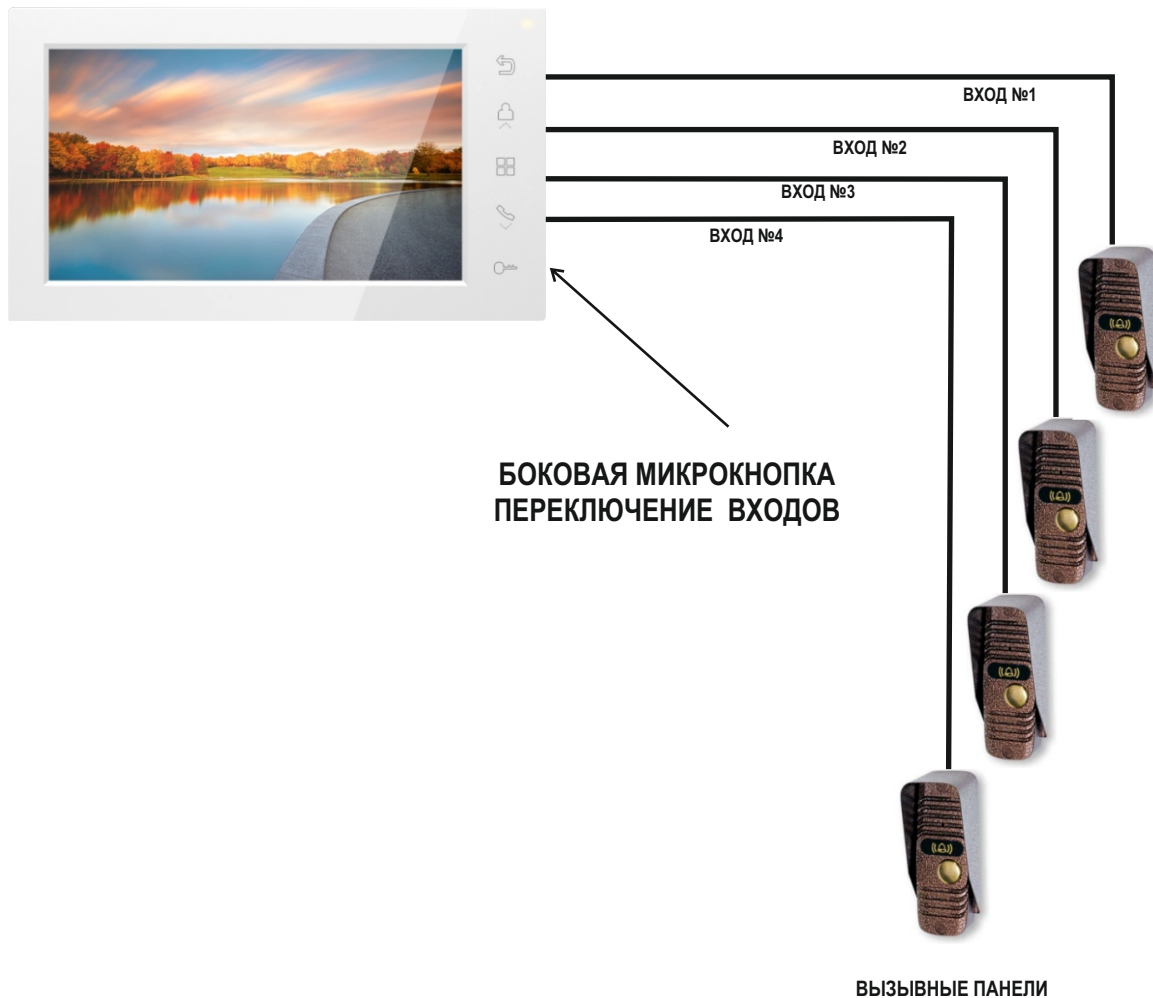 ВХОД №1
ВХОД №2
ВХОД №3
ВХОД №4
БОКОВАЯ МИКРОКНОПКА
ПЕРЕКЛЮЧЕНИЕ ВХОДОВ
ВЫЗЫВНЫЕ ПАНЕЛИ